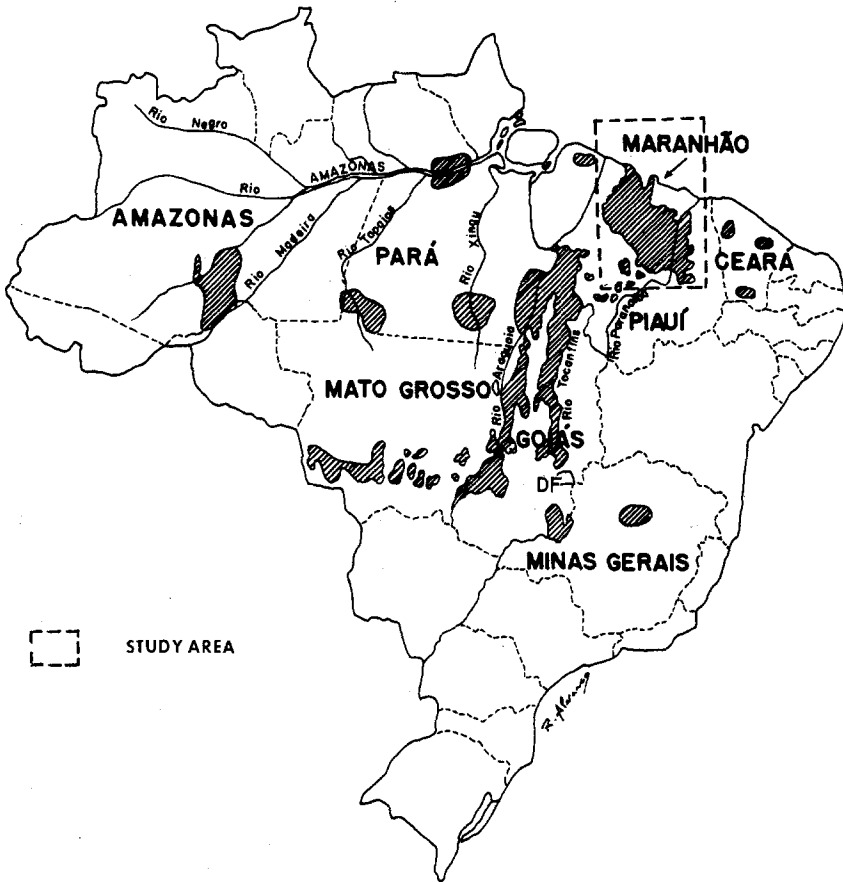 Rio Negro
MARANHÃO
AMAZONAS
Rio
AMAZONAS
Rio Madeira
Rio Tapajós
PARÁ
Rio Xingu
CEARÁ
Rio Parnaíba
PIAUÍ
MATO GROSSO
Rio Araguaia
Rio Tocantins
GOIÁS
DF
MINAS GERAIS
STUDY AREA